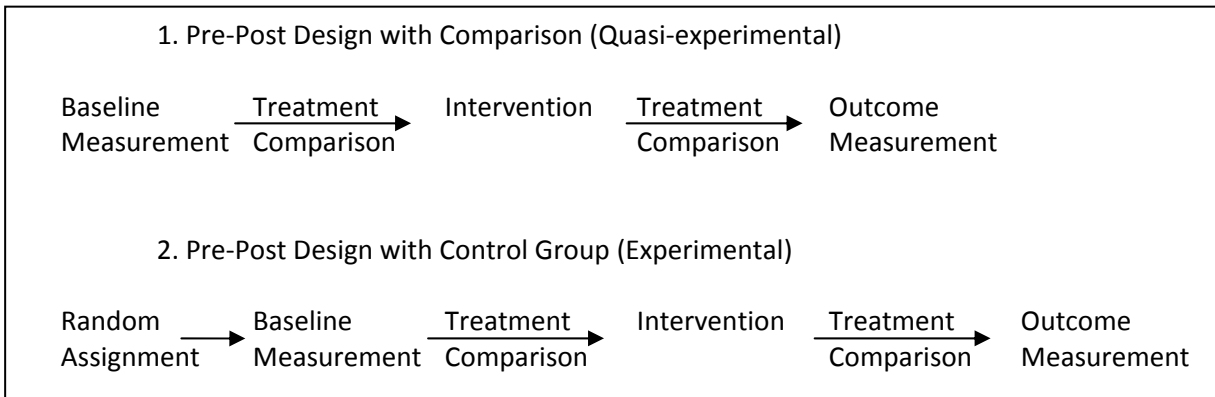 1. Pre-Post Design with Comparison (Quasi-experimental)
Baseline Treatment Intervention Treatment Outcome
Measurement Comparison Comparison Measurement
2. Pre-Post Design with Control Group (Experimental)
Random Baseline Treatment Intervention Treatment Outcome
Assignment Measurement Comparison Comparison Measurement